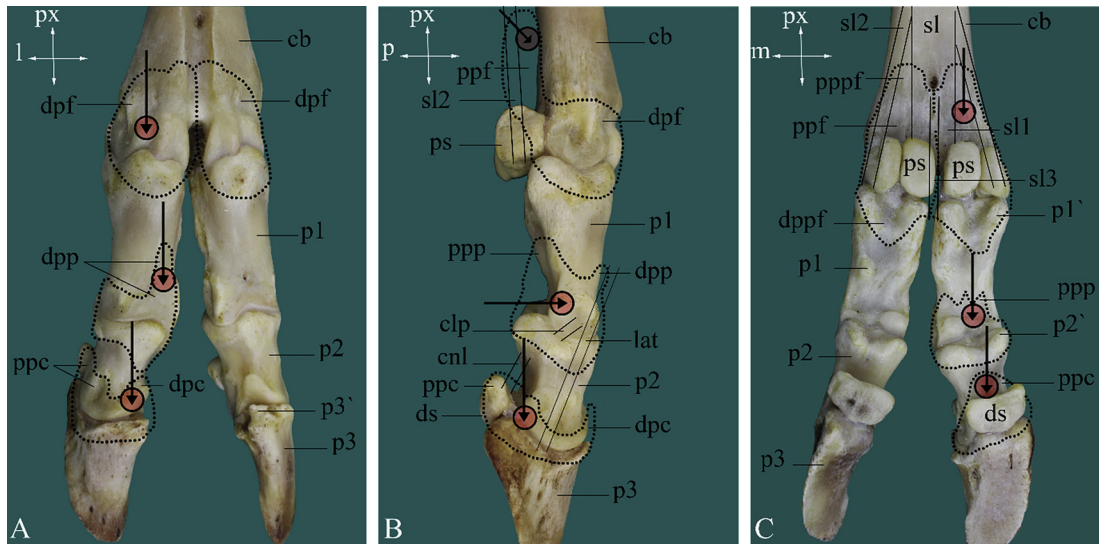 px
l
cb
dpf
dpf
p1
dpp
ppc
dpc
p2
p3`
p3
A
px
p
cb
ppf
sl2
dpf
ps
p1
ppp
dpp
clp
lat
cnl
ppc
p2
ds
dpc
p3
B
px
m
sl2
sl
cb
pppf
ppf
sl1
ps
ps
sl3
dppf
p1`
p1
ppp
p2`
p2
ppc
ds
p3
C